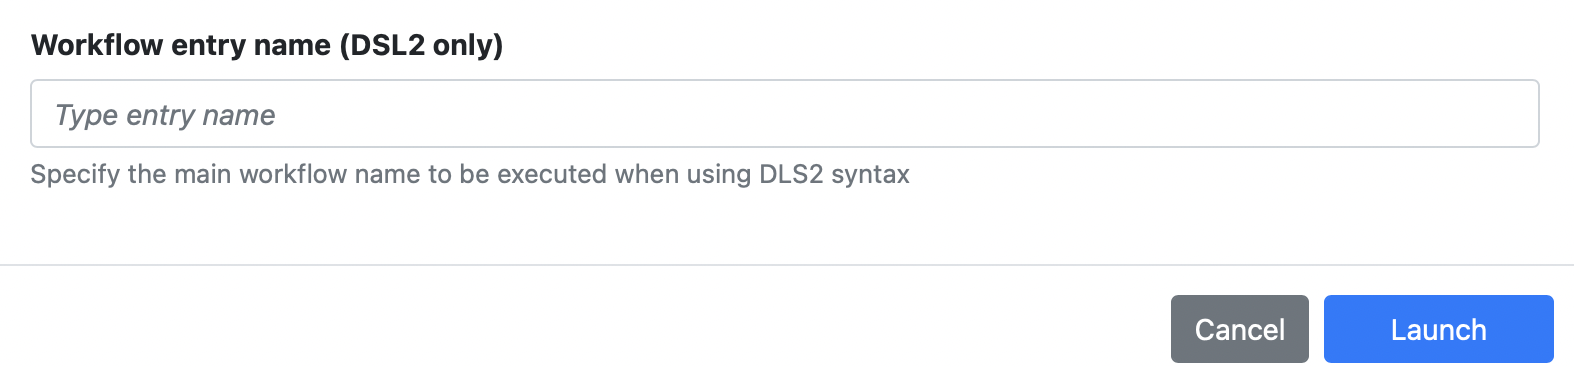 Workflow entry name (DSL2 only)
Type entry name
Specify the main workflow name to be executed when using DLS2 syntax
Cancel
Launch